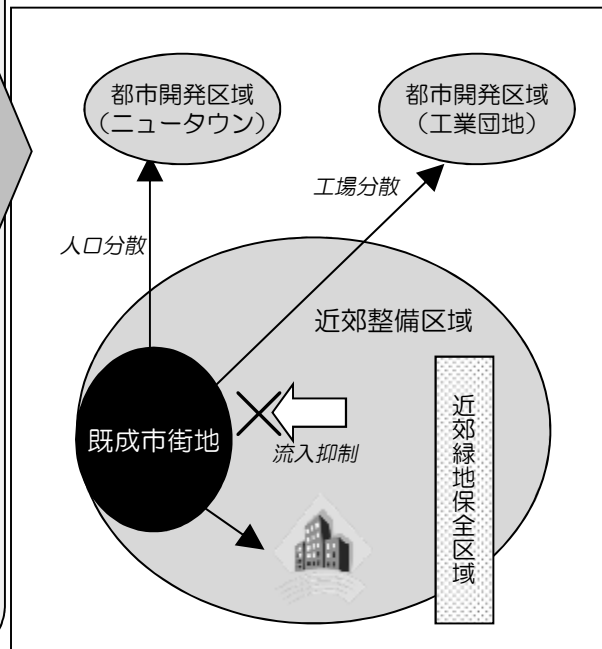 都市開発区域
（ニュータウン）
都市開発区域
（工業団地）
工場分散
人口分散
近郊整備区域
既成市街地
流入抑制
近郊緑地保全区域